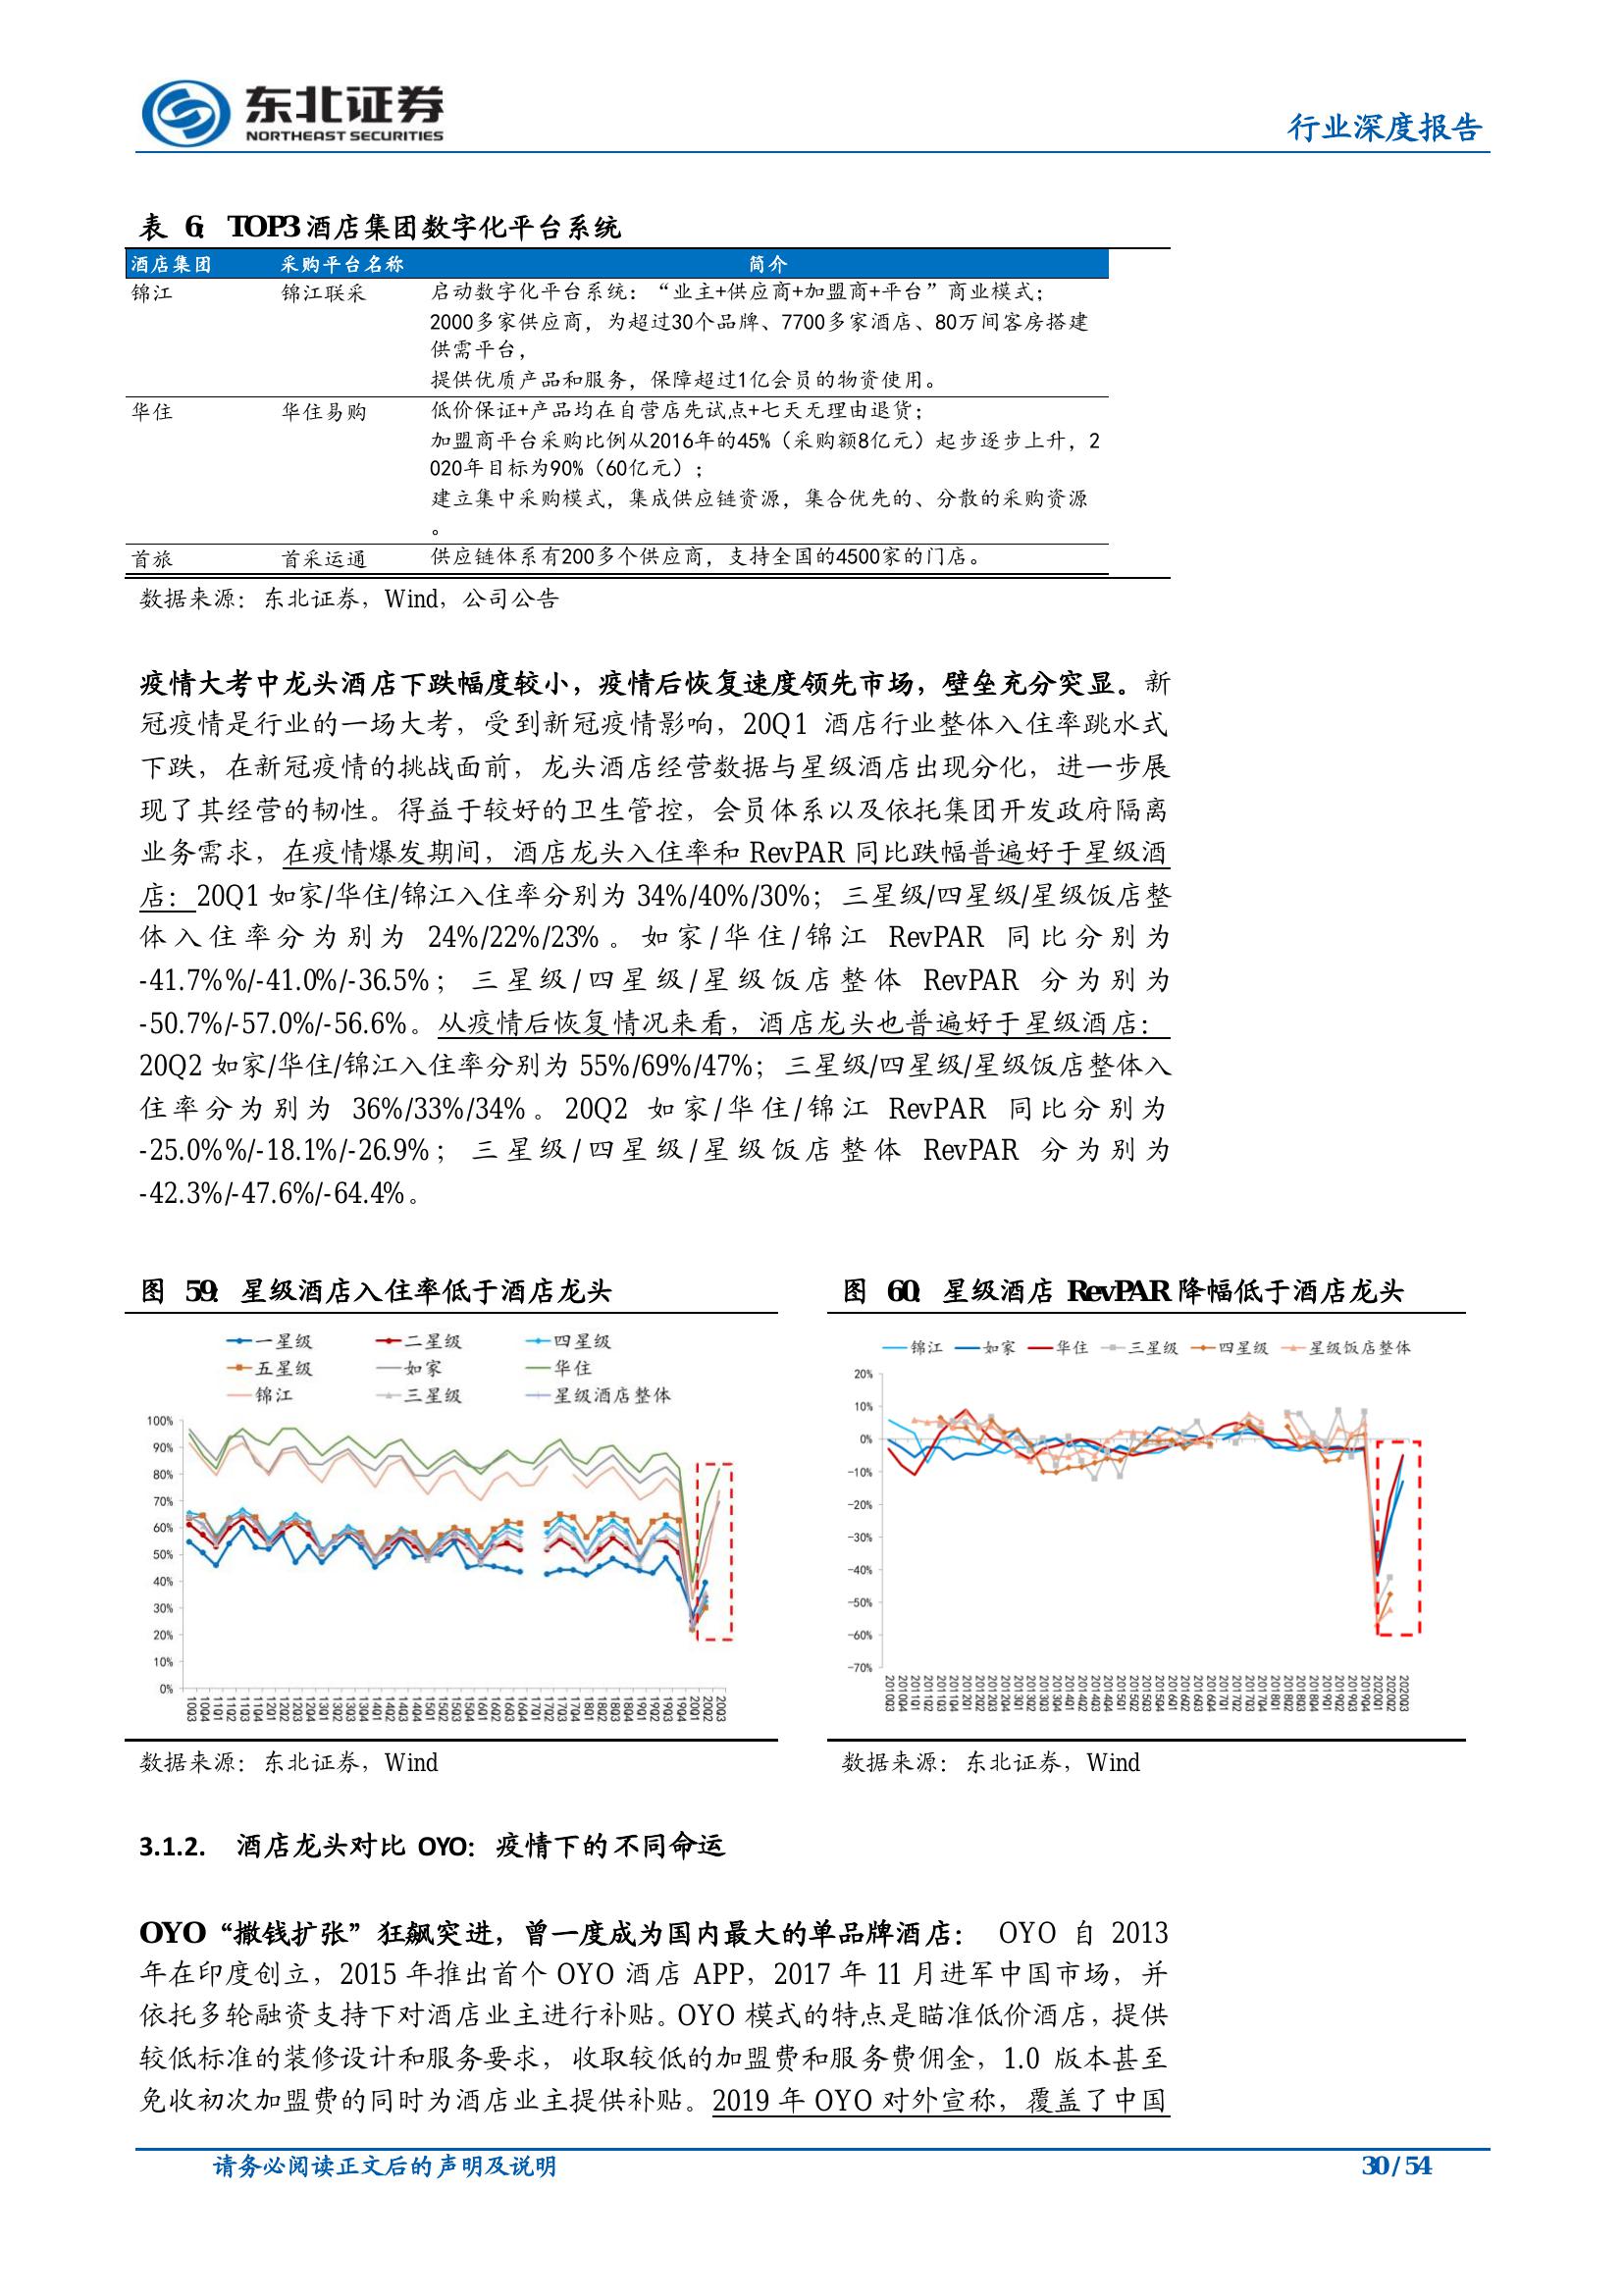 东北证券
NORTHEAST SECURITIES
行业深度报告
表 6: TOP3 酒店集团数字化平台系统
酒店集团 采购平台名称 简介
锦江 锦江联采 启动数字化平台系统：“业主+供应商+加盟商+平台”商业模式；
2000多家供应商，为超过30个品牌、7700多家酒店、80万间客房搭建
供需平台，
提供优质产品和服务，保障超过1亿会员的物资使用。
华住 华住易购 低价保证+产品均在自营店先试点+七天无理由退货；
加盟商平台采购比例从2016年的45%（采购额8亿元）起步逐步上升，2
020年目标为90%（60亿元）；
建立集中采购模式，集成供应链资源，集合优先的、分散的采购资源
。
首旅 首采运通 供应链体系有200多个供应商，支持全国的4500家的门店。
数据来源：东北证券，Wind，公司公告
疫情大考中龙头酒店下跌幅度较小，疫情后恢复速度领先市场，壁垒充分突显。新
冠疫情是行业的一场大考，受到新冠疫情影响，20Q1 酒店行业整体入住率跳水式
下跌，在新冠疫情的挑战面前，龙头酒店经营数据与星级酒店出现分化，进一步展
现了其经营的韧性。得益于较好的卫生管控，会员体系以及依托集团开发政府隔离
业务需求，在疫情爆发期间，酒店龙头入住率和 RevPAR 同比跌幅普遍好于星级酒
店：20Q1 如家/华住/锦江入住率分别为 34%/40%/30%；三星级/四星级/星级饭店整
体入住率分为别为 24%/22%/23%。如家/华住/锦江 RevPAR 同比分别为
-41.7%%/-41.0%/-36.5%；三星级/四星级/星级饭店整体 RevPAR 分为别为
-50.7%/-57.0%/-56.6%。从疫情后恢复情况来看，酒店龙头也普遍好于星级酒店：
20Q2 如家/华住/锦江入住率分别为 55%/69%/47%；三星级/四星级/星级饭店整体入
住率分为别为 36%/33%/34%。20Q2 如家/华住/锦江 RevPAR 同比分别为
-25.0%%/-18.1%/-26.9%；三星级/四星级/星级饭店整体 RevPAR 分为别为
-42.3%/-47.6%/-64.4%。
图 59: 星级酒店入住率低于酒店龙头
一星级 二星级 四星级
五星级 如家 华住
锦江 三星级 星级酒店整体
100%
90%
80%
70%
60%
50%
40%
30%
20%
10%
0%
10Q3 10Q4 11Q1 11Q2 11Q3 11Q4 12Q1 12Q2 12Q3 12Q4 13Q1 13Q2 13Q3 13Q4 14Q1 14Q2 14Q3 14Q4 15Q1 15Q2 15Q3 15Q4 16Q1 16Q2 16Q3 16Q4 17Q1 17Q2 17Q3 17Q4 18Q1 18Q2 18Q3 18Q4 19Q1 19Q2 19Q3 19Q4 20Q1 20Q2 20Q3
数据来源：东北证券，Wind
图 60: 星级酒店 RevPAR 降幅低于酒店龙头
锦江 如家 华住 三星级 四星级 星级饭店整体
20%
10%
0%
-10%
-20%
-30%
-40%
-50%
-60%
-70%
2010Q3 2010Q4 2011Q1 2011Q2 2011Q3 2011Q4 2012Q1 2012Q2 2012Q3 2012Q4 2013Q1 2013Q2 2013Q3 2013Q4 2014Q1 2014Q2 2014Q3 2014Q4 2015Q1 2015Q2 2015Q3 2015Q4 2016Q1 2016Q2 2016Q3 2016Q4 2017Q1 2017Q2 2017Q3 2017Q4 2018Q1 2018Q2 2018Q3 2018Q4 2019Q1 2019Q2 2019Q3 2019Q4 2020Q1 2020Q2 2020Q3
数据来源：东北证券，Wind
3.1.2. 酒店龙头对比 OYO：疫情下的不同命运
OYO“撒钱扩张”狂飙突进，曾一度成为国内最大的单品牌酒店： OYO 自 2013
年在印度创立，2015 年推出首个 OYO 酒店 APP，2017 年 11 月进军中国市场，并
依托多轮融资支持下对酒店业主进行补贴。OYO 模式的特点是瞄准低价酒店，提供
较低标准的装修设计和服务要求，收取较低的加盟费和服务费佣金，1.0 版本甚至
免收初次加盟费的同时为酒店业主提供补贴。2019 年 OYO 对外宣称，覆盖了中国
请务必阅读正文后的声明及说明
30 / 54